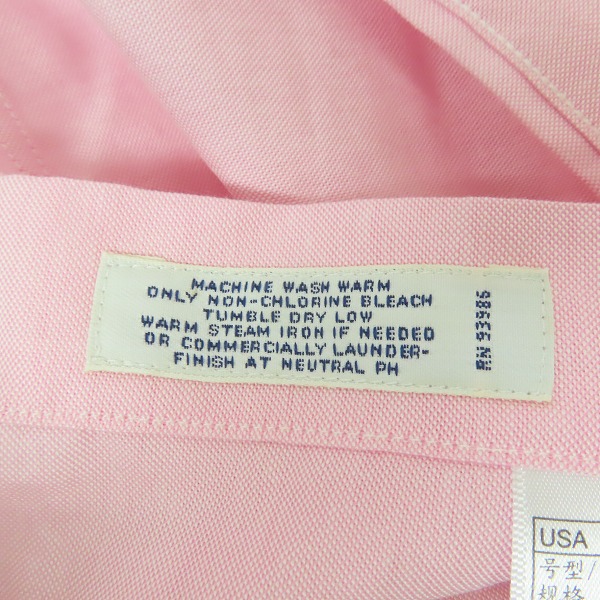 MACHINE WASH WARM
ONLY NON-CHLORINE BLEACH
TUMBLE DRY LOW
WARM STEAM IRON IF NEEDED
OR COMMERCIALLY LAUNDER-
FINISH AT NEUTRAL PH
RN 93986
USA
号型/
规格